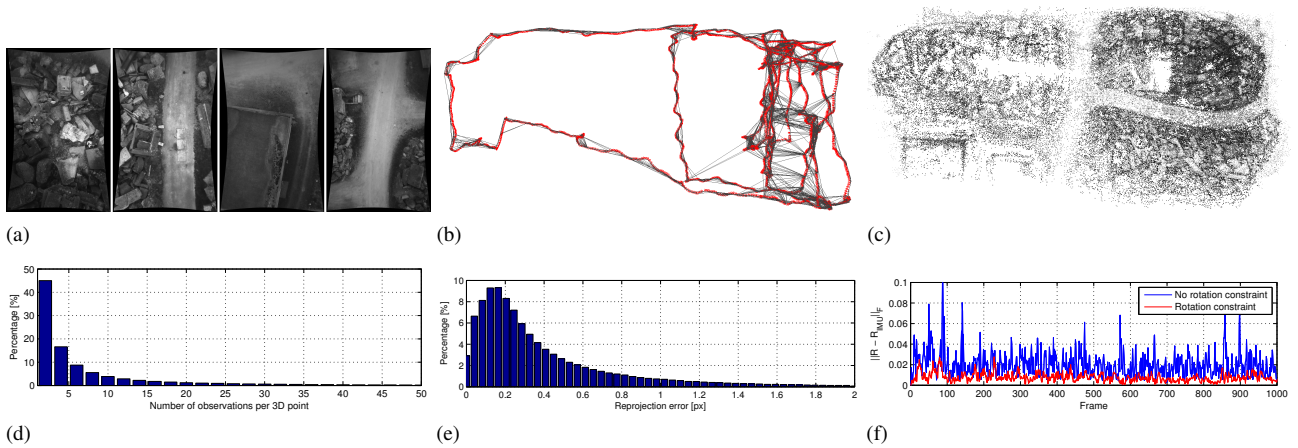 (a)
(b)
(c)
50
40
30
20
10
0
Percentage [%]
5 10 15 20 25 30 35 40 45 50
Number of observations per 3D point
(d)
10
8
6
4
2
0
Percentage [%]
0 0.2 0.4 0.6 0.8 1 1.2 1.4 1.6 1.8 2
Reprojection error [px]
(e)
0.1
0.08
0.06
0.04
0.02
0
||R − R_IMU||_F
No rotation constraint
Rotation constraint
0 100 200 300 400 500 600 700 800 900 1000
Frame
(f)